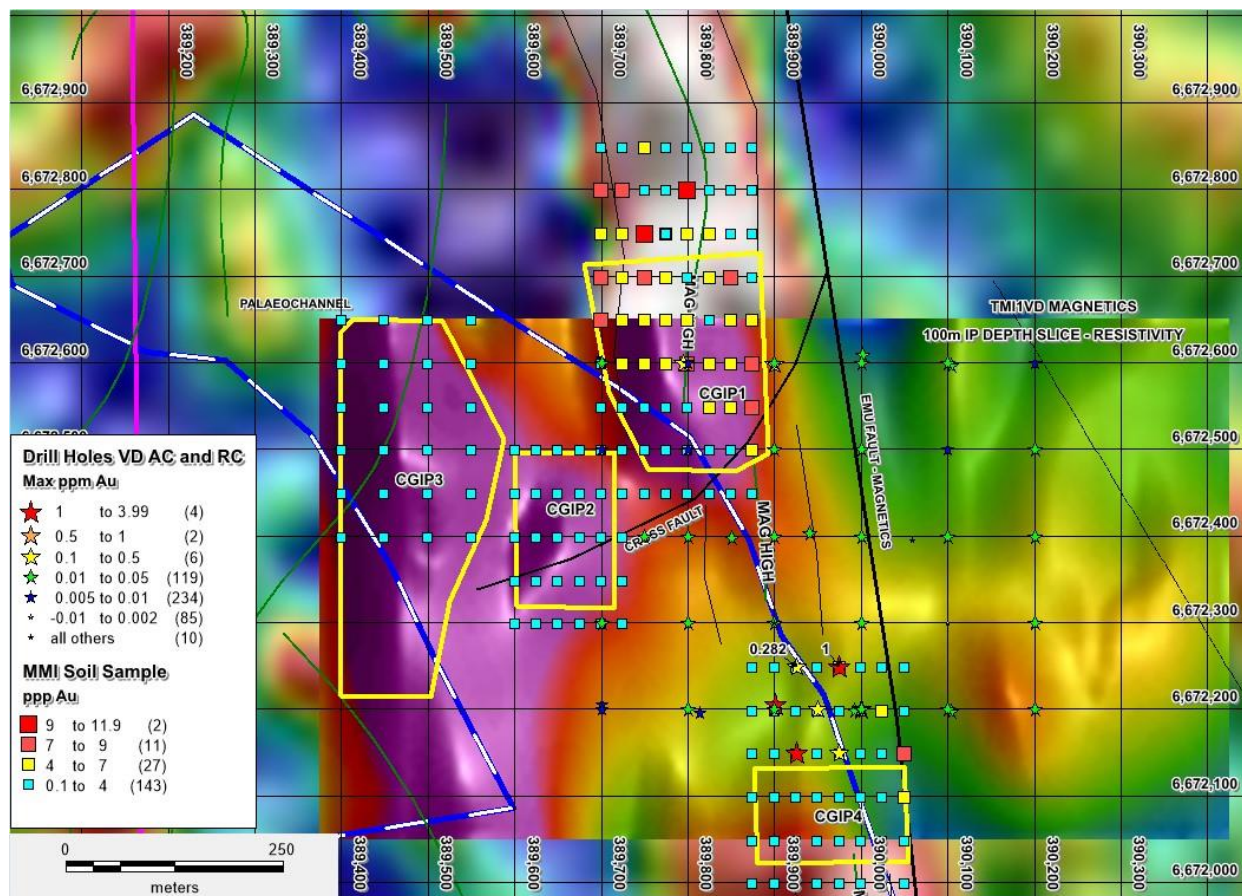 389,200
389,300
389,400
389,500
389,600
389,700
389,800
389,900
390,000
390,100
390,200
390,300
6,672,900
6,672,900
6,672,800
6,672,800
6,672,700
6,672,700
PALAEOCHANNEL
MAG HIGH
TMI1VD MAGNETICS
100m IP DEPTH SLICE - RESISTIVITY
6,672,600
6,672,600
CGIP1
EMU FAULT - MAGNETICS
6,672,500
CGIP3
CGIP2
CROSS FAULT
MAG HIGH
6,672,400
6,672,300
0.282
1
6,672,200
6,672,100
CGIP4
6,672,000
389,400
389,500
389,600
389,700
389,800
389,900
390,000
390,100
390,200
390,300
Drill Holes VD AC and RC
Max ppm Au
1 to 3.99 (4)
0.5 to 1 (2)
0.1 to 0.5 (6)
0.01 to 0.05 (119)
0.005 to 0.01 (234)
-0.01 to 0.002 (85)
all others (10)
MMI Soil Sample
ppp Au
9 to 11.9 (2)
7 to 9 (11)
4 to 7 (27)
0.1 to 4 (143)
0
250
meters